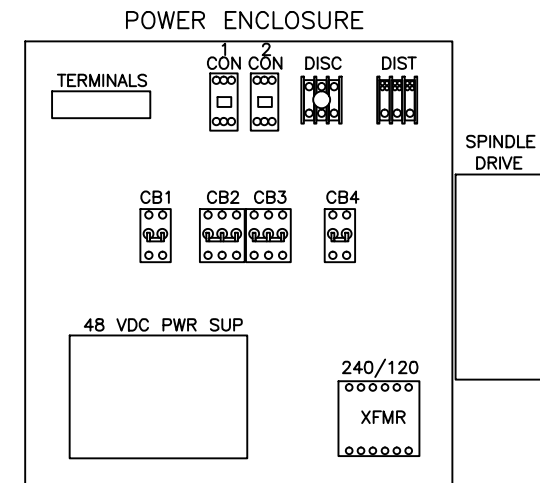 POWER ENCLOSURE
1 2
CON CON DISC DIST
TERMINALS
SPINDLE
DRIVE
CB1 CB2 CB3 CB4
48 VDC PWR SUP
240/120
XFMR